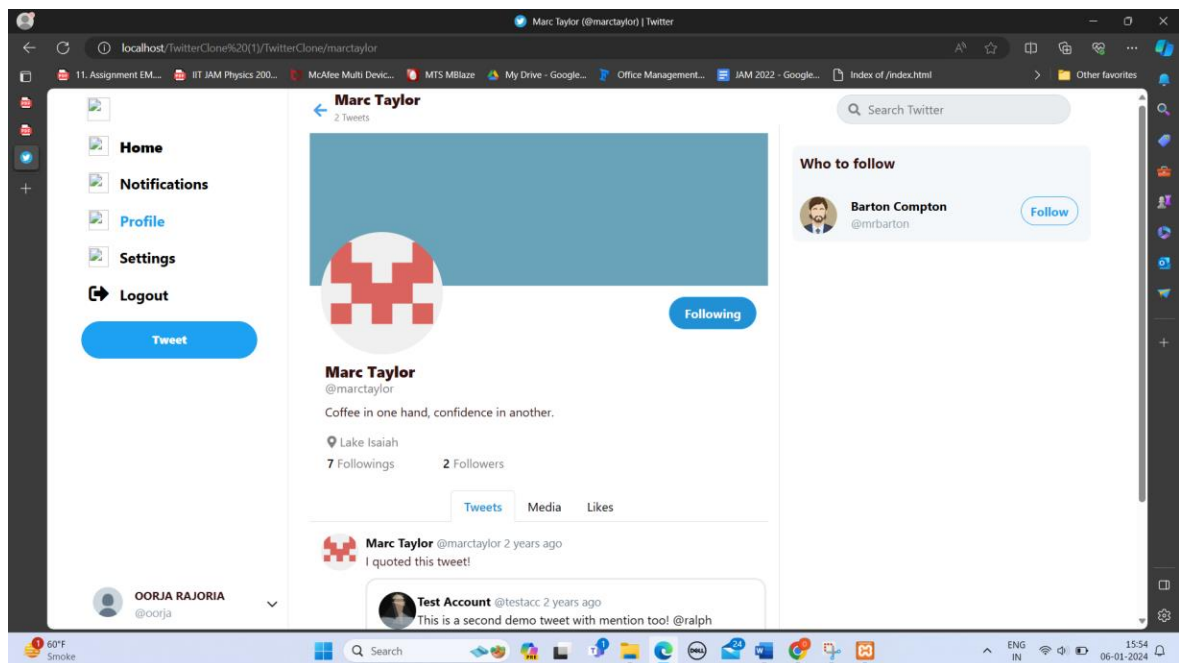 Marc Taylor (@marctaylor) | Twitter
localhost/TwitterClone%20(1)/TwitterClone/marctaylor
11. Assignment EM... IIT JAM Physics 200... McAfee Multi Devic... MTS MBlaze My Drive - Google... Office Management... JAM 2022 - Google... Index of /index.html Other favorites
Marc Taylor
2 Tweets
Search Twitter
Home
Notifications
Profile
Settings
Logout
Tweet
Who to follow
Barton Compton
@mrbarton
Follow
Following
Marc Taylor
@marctaylor
Coffee in one hand, confidence in another.
Lake Isaiah
7 Followings 2 Followers
Tweets Media Likes
Marc Taylor @marctaylor 2 years ago
I quoted this tweet!
Test Account @testacc 2 years ago
This is a second demo tweet with mention too! @ralph
OORJA RAJORIA
@oorja
60°F
Smoke
Search
ENG
IN
15:54
06-01-2024